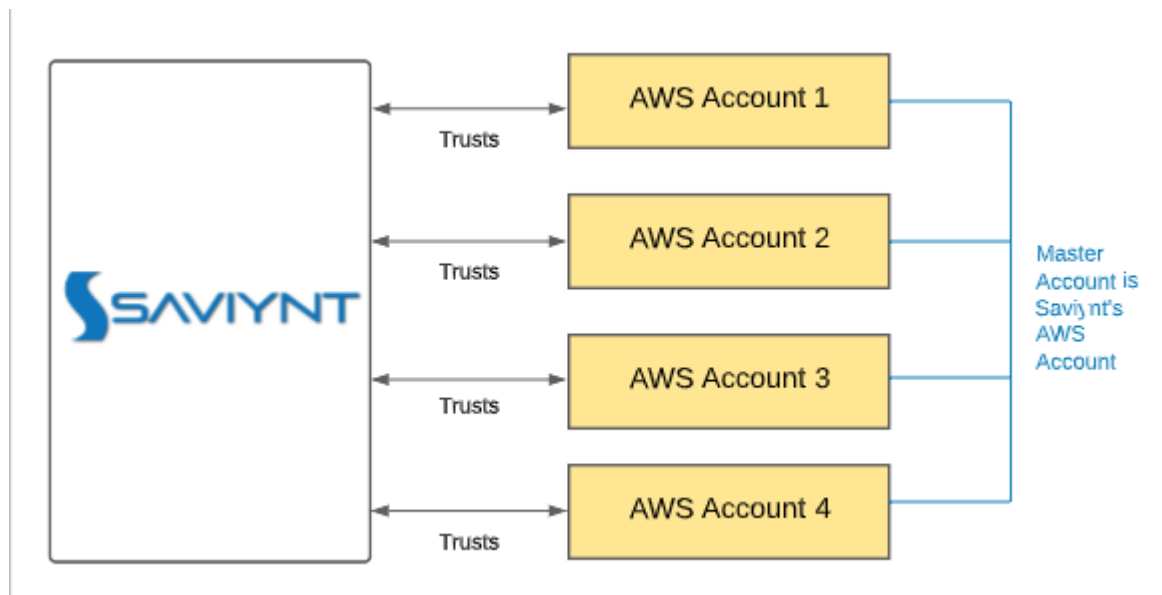 AWS Account 1
Trusts
AWS Account 2
Trusts
SAVIYNT
AWS Account 3
Trusts
AWS Account 4
Trusts
Master
Account is
Saviynt's
AWS
Account